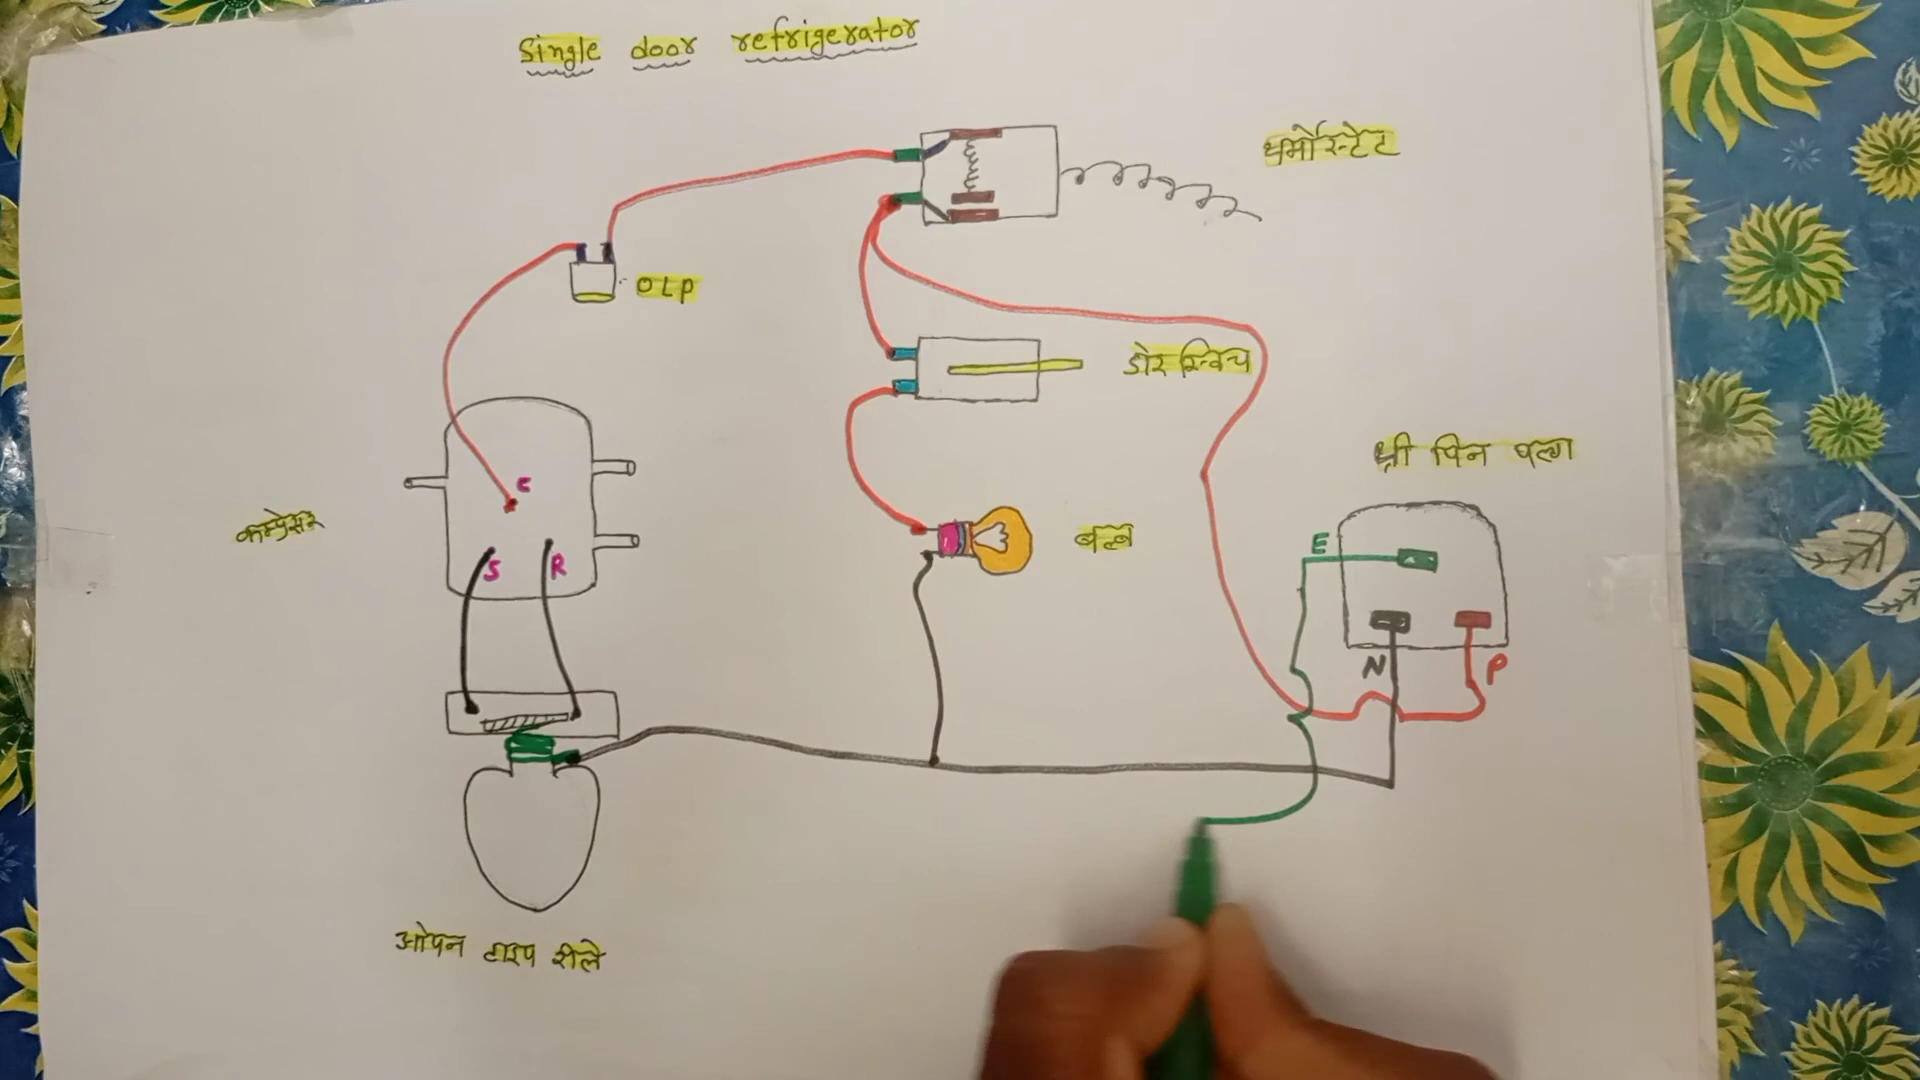 Single door refrigerator
थर्मोस्टेट
OLP
डोर स्विच
थ्री पिन प्लग
C
कम्प्रेसर
बल्ब
E
S R
N P
ओपन टाइप रीले